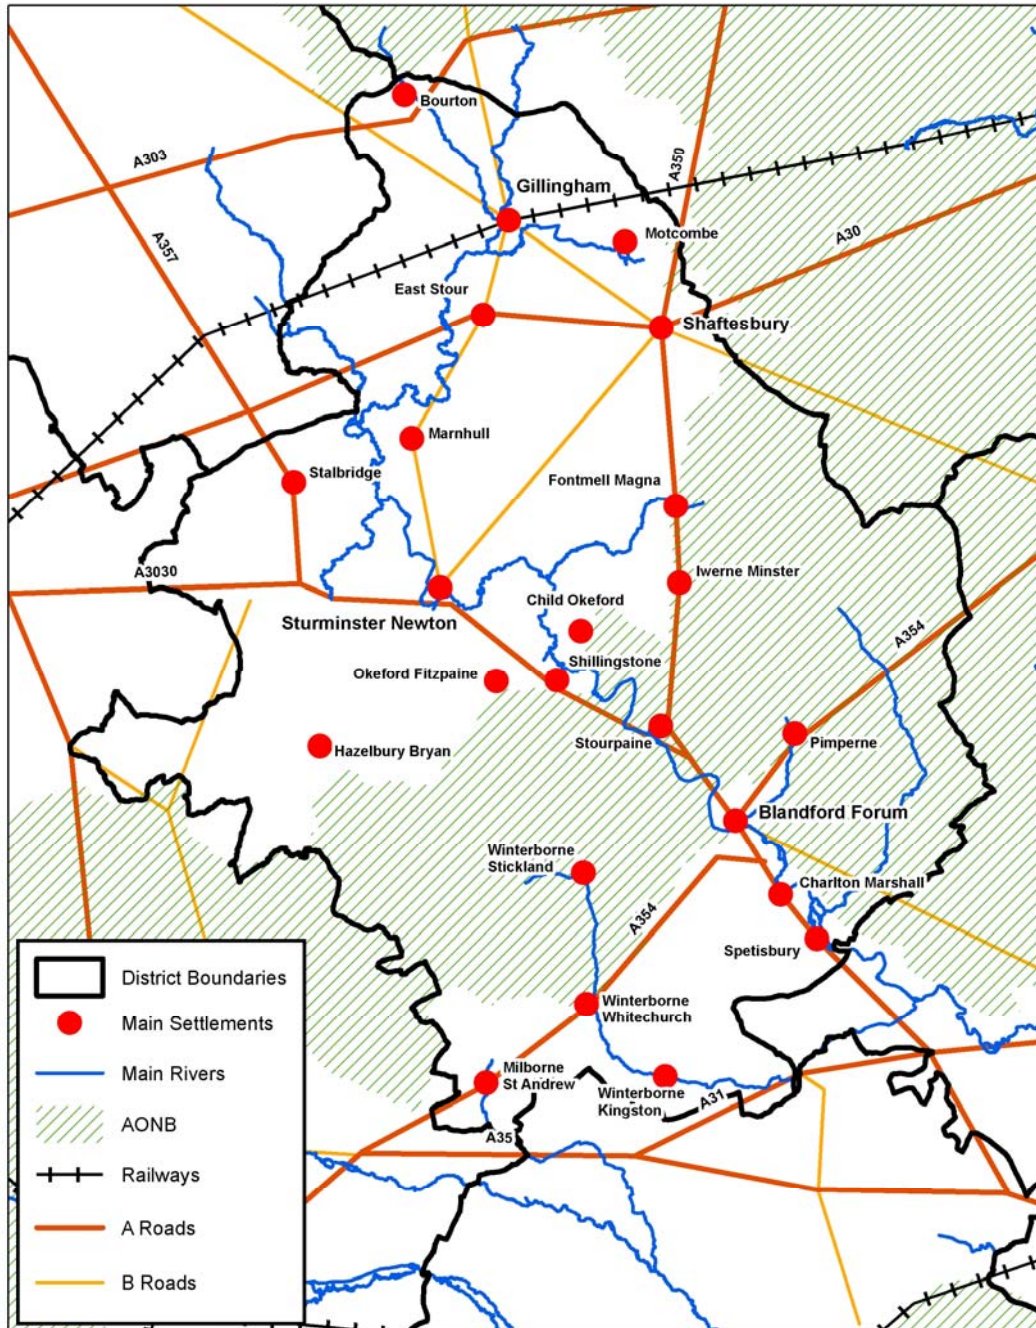 Bourton
A303
A350
Gillingham
Motcombe
A30
A357
East Stour
Shaftesbury
Marnhull
Stalbridge
Fontmell Magna
A3030
Iwerne Minster
Child Okeford
Sturminster Newton
A354
Shillingstone
Okeford Fitzpaine
Stourpaine
Pimperne
Hazelbury Bryan
Blandford Forum
Winterborne
Stickland
Charlton Marshall
A354
Spetisbury
Winterborne
Whitechurch
Milborne
St Andrew
Winterborne
Kingston
A31
A35
District Boundaries
Main Settlements
Main Rivers
AONB
Railways
A Roads
B Roads